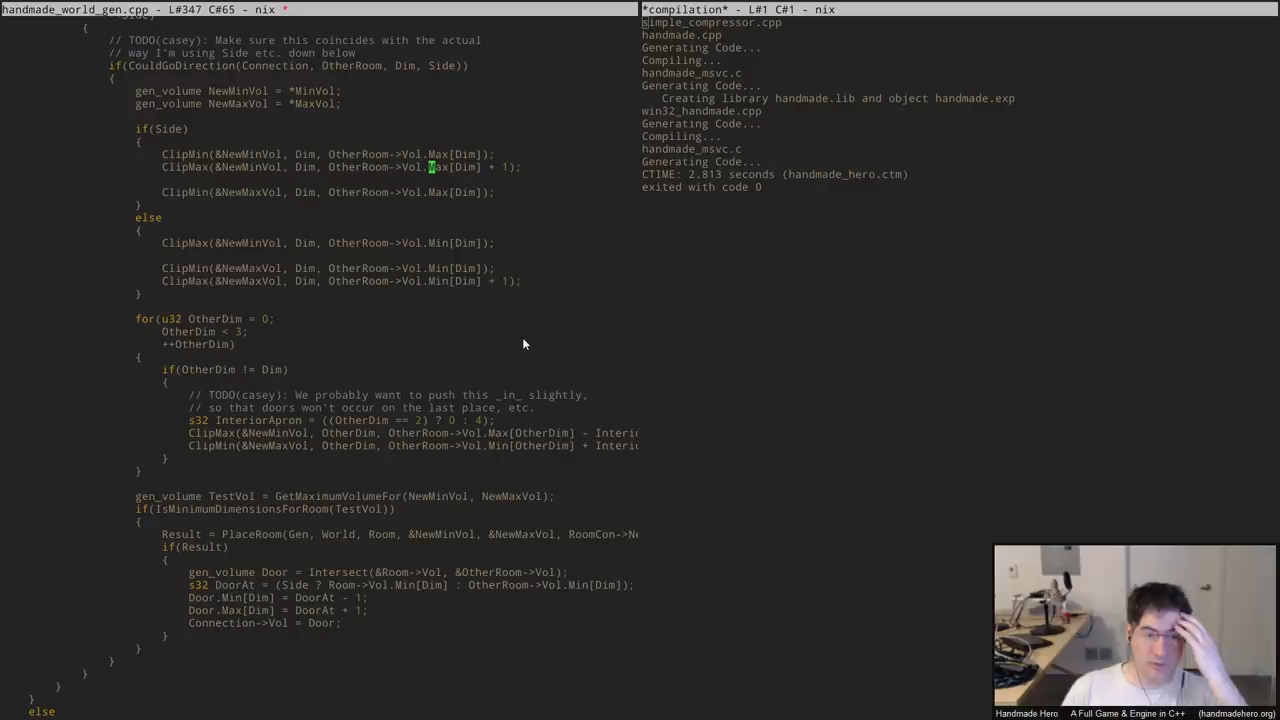 handmade_world_gen.cpp - L#347 C#65 - nix *
{
// TODO(casey): Make sure this coincides with the actual
// way I'm using Side etc. down below
if(CouldGoDirection(Connection, OtherRoom, Dim, Side))
{
gen_volume NewMinVol = *MinVol;
gen_volume NewMaxVol = *MaxVol;
if(Side)
{
ClipMin(&NewMinVol, Dim, OtherRoom->Vol.Max[Dim]);
ClipMax(&NewMinVol, Dim, OtherRoom->Vol.Max[Dim] + 1);
ClipMax(&NewMaxVol, Dim, OtherRoom->Vol.Max[Dim]);
}
else
{
ClipMax(&NewMinVol, Dim, OtherRoom->Vol.Min[Dim]);
ClipMin(&NewMaxVol, Dim, OtherRoom->Vol.Min[Dim]);
ClipMax(&NewMaxVol, Dim, OtherRoom->Vol.Min[Dim] + 1);
}
for(u32 OtherDim = 0;
OtherDim < 3;
++OtherDim)
{
if(OtherDim != Dim)
{
// TODO(casey): We probably want to push this _in_ slightly,
// so that doors won't occur on the last place, etc.
s32 InteriorApron = ((OtherDim == 2) ? 0 : 4);
ClipMax(&NewMinVol, OtherDim, OtherRoom->Vol.Max[OtherDim] - Interi
ClipMin(&NewMaxVol, OtherDim, OtherRoom->Vol.Min[OtherDim] + Interi
}
}
gen_volume TestVol = GetMaximumVolumeFor(NewMinVol, NewMaxVol);
if(IsMinimumDimensionsForRoom(TestVol))
{
Result = PlaceRoom(Gen, World, Room, &NewMinVol, &NewMaxVol, RoomCon->Ne
if(Result)
{
gen_volume Door = Intersect(&Room->Vol, &OtherRoom->Vol);
s32 DoorAt = (Side ? Room->Vol.Min[Dim] : OtherRoom->Vol.Min[Dim]);
Door.Min[Dim] = DoorAt - 1;
Door.Max[Dim] = DoorAt + 1;
Connection->Vol = Door;
}
}
}
}
}
}
else
*compilation* - L#1 C#1 - nix
simple_compressor.cpp
handmade.cpp
Generating Code...
Compiling...
handmade_msvc.c
Generating Code...
Creating library handmade.lib and object handmade.exp
win32_handmade.cpp
Generating Code...
Compiling...
handmade_msvc.c
Generating Code...
CTIME: 2.813 seconds (handmade_hero.ctm)
exited with code 0
Handmade Hero A Full Game & Engine in C++ (handmadehero.org)